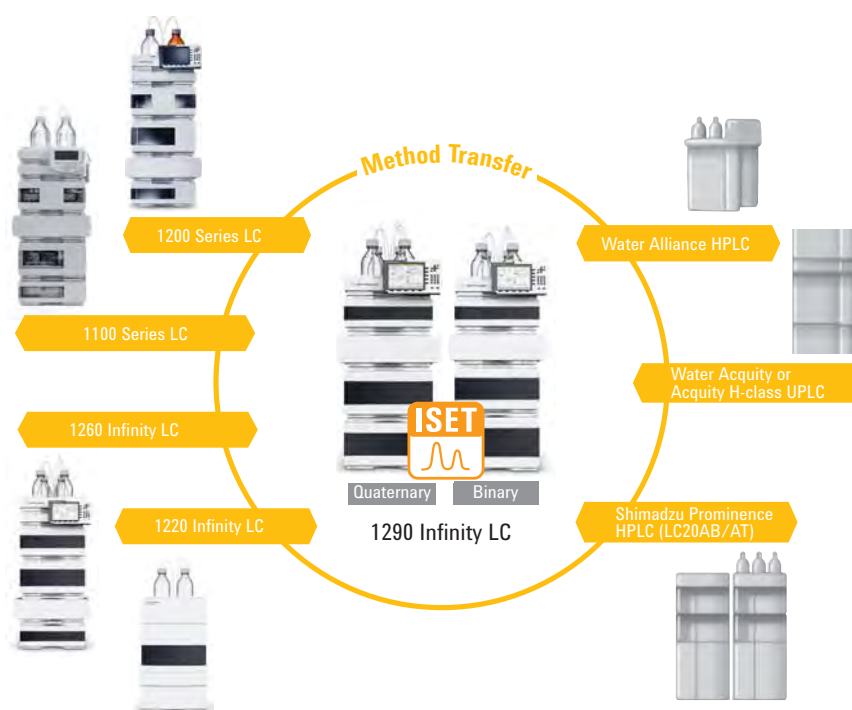 Method Transfer
1200 Series LC
1100 Series LC
1260 Infinity LC
1220 Infinity LC
Water Alliance HPLC
Water Acquity or
Acquity H-class UPLC
Shimadzu Prominence
HPLC (LC20AB/AT)
ISET
Quaternary
Binary
1290 Infinity LC